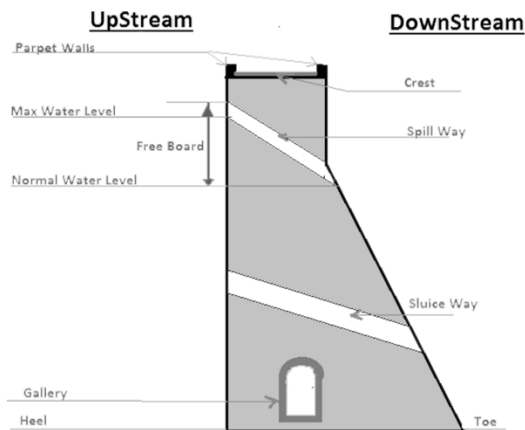 UpStream
DownStream
Parpet Walls
Crest
Max Water Level
Spill Way
Free Board
Normal Water Level
Sluice Way
Gallery
Heel
Toe